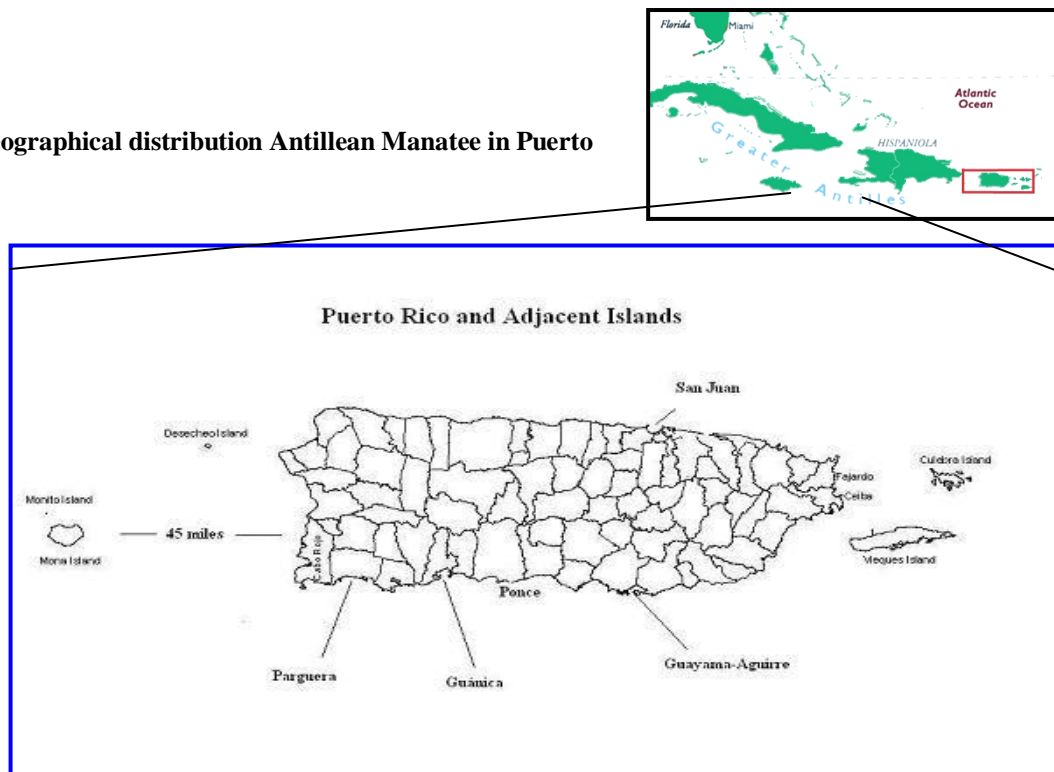 Florida
Miami
Atlantic
Ocean
ographical distribution Antillean Manatee in Puerto
HISPANIOLA
Greater
Antilles
Puerto Rico and Adjacent Islands
San Juan
Desecheo Island
Culebra Island
Fajardo
Ceiba
Monito Island
45 miles
Mona Island
Cabo Rojo
Vieques Island
Ponce
Guayama-Aguirre
Parguera
Guánica